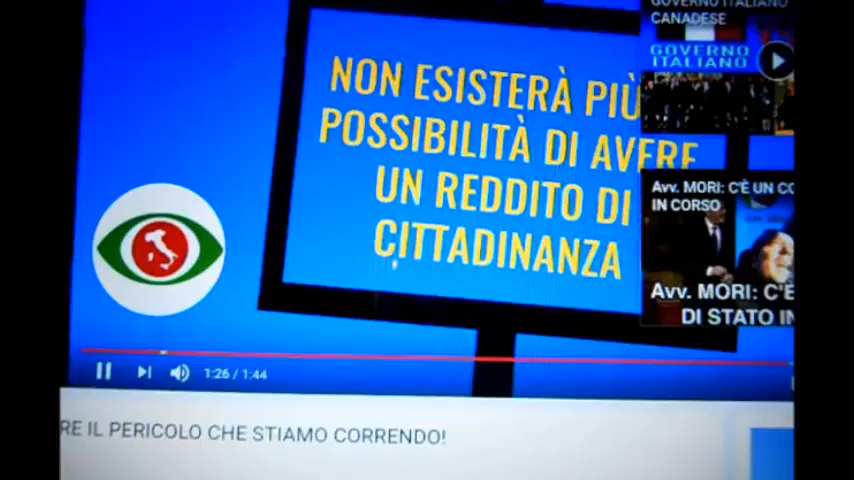 GOVERNO ITALIANO
CANADESE
GOVERNO
ITALIANO
NON ESISTERÀ PIÙ
POSSIBILITÀ DI AVERE
UN REDDITO DI
CITTADINANZA
Avv. MORI: C'È UN CO
IN CORSO
Avv. MORI: C'È
DI STATO IN
1:26 / 1:44
RE IL PERICOLO CHE STIAMO CORRENDO!